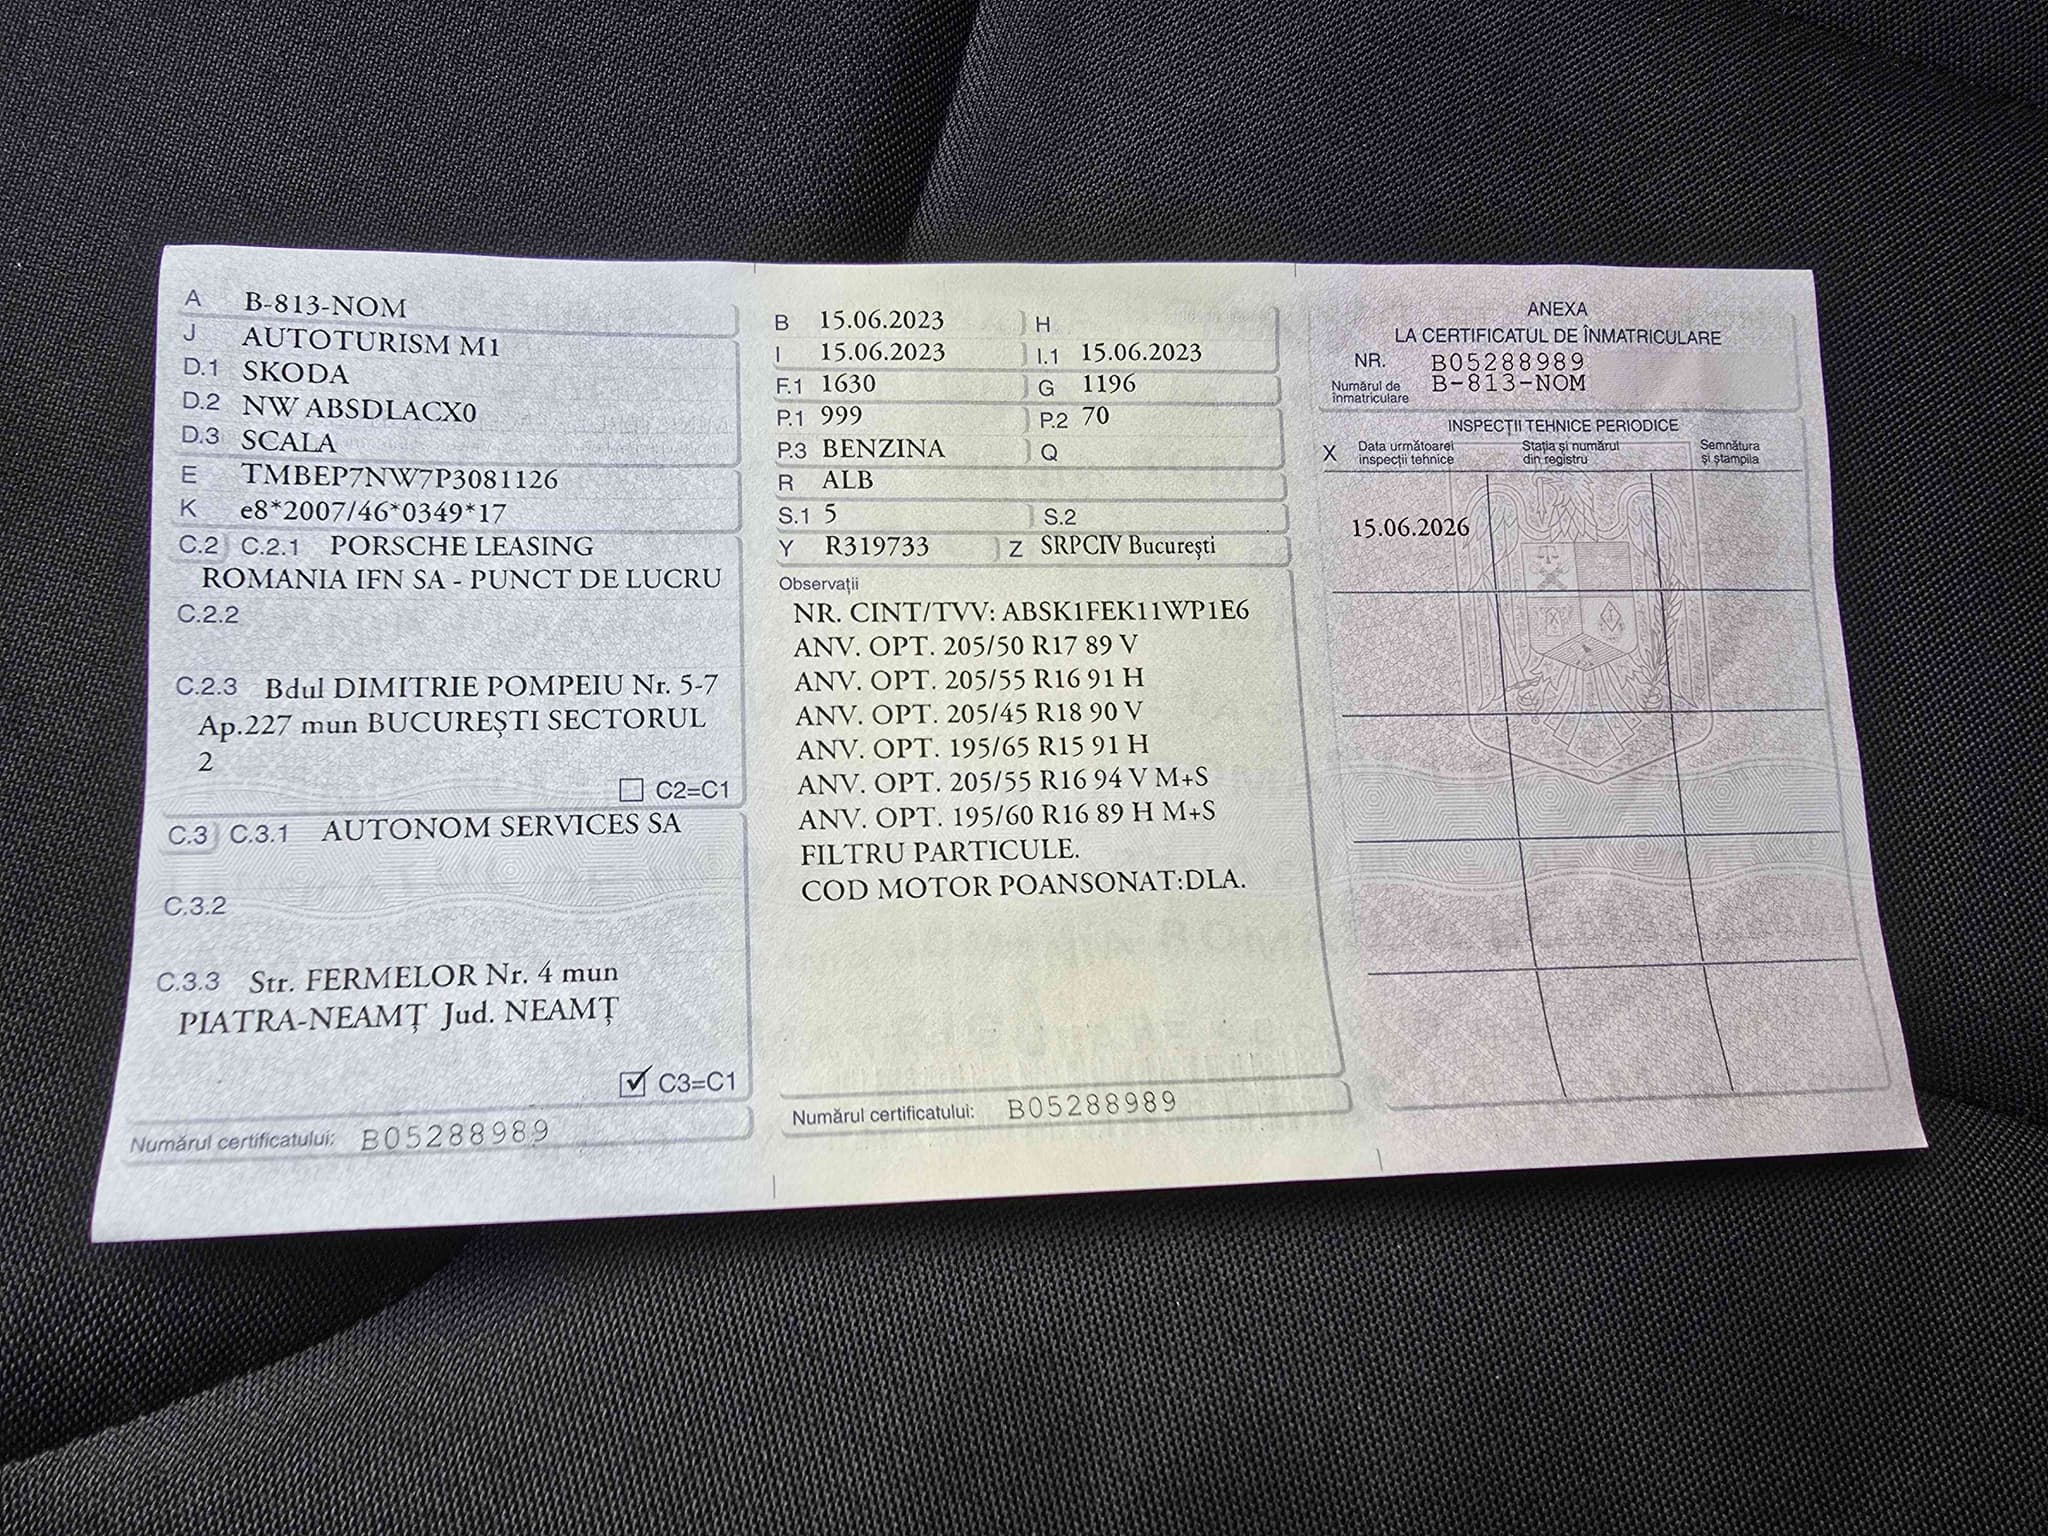 A B-813-NOM
J AUTOTURISM M1
D.1 SKODA
D.2 NW ABSDLACX0
D.3 SCALA
E TMBEP7NW7P3081126
K e8*2007/46*0349*17
C.2 C.2.1 PORSCHE LEASING
ROMANIA IFN SA - PUNCT DE LUCRU
C.2.2
C.2.3 Bdul DIMITRIE POMPEIU Nr. 5-7
Ap.227 mun BUCUREŞTI SECTORUL
2
C2=C1
C.3 C.3.1 AUTONOM SERVICES SA
C.3.2
C.3.3 Str. FERMELOR Nr. 4 mun
PIATRA-NEAMŢ Jud. NEAMŢ
C3=C1
Numărul certificatului: B05288989
B 15.06.2023 H
I 15.06.2023 I.1 15.06.2023
F.1 1630 G 1196
P.1 999 P.2 70
P.3 BENZINA Q
R ALB
S.1 5 S.2
Y R319733 Z SRPCIV Bucureşti
Observaţii
NR. CINT/TVV: ABSK1FEK11WP1E6
ANV. OPT. 205/50 R17 89 V
ANV. OPT. 205/55 R16 91 H
ANV. OPT. 205/45 R18 90 V
ANV. OPT. 195/65 R15 91 H
ANV. OPT. 205/55 R16 94 V M+S
ANV. OPT. 195/60 R16 89 H M+S
FILTRU PARTICULE.
COD MOTOR POANSONAT:DLA.
Numărul certificatului: B05288989
ANEXA
LA CERTIFICATUL DE ÎNMATRICULARE
NR. B05288989
Numărul de înmatriculare B-813-NOM
INSPECŢII TEHNICE PERIODICE
X Data următoarei inspecţii tehnice Staţia şi numărul din registru Semnătura şi ştampila
15.06.2026